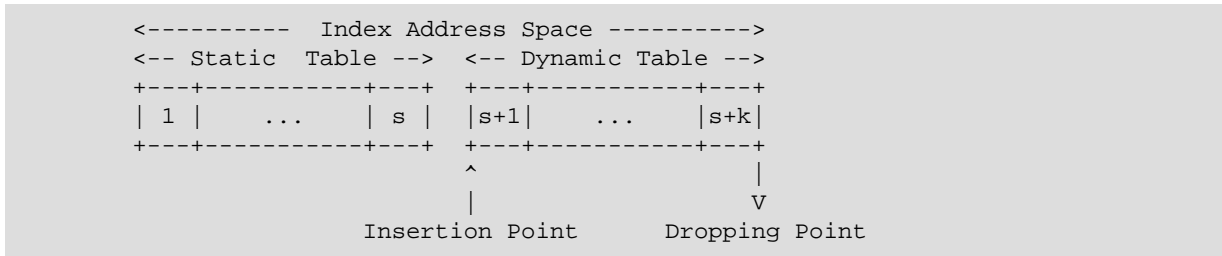 <----------  Index Address Space ---------->
<-- Static  Table -->  <-- Dynamic Table -->
+---+-----------+---+  +---+-----------+---+
| 1 |    ...    | s |  |s+1|    ...    |s+k|
+---+-----------+---+  +---+-----------+---+
                       ^                   |
                       |                   V
                Insertion Point      Dropping Point